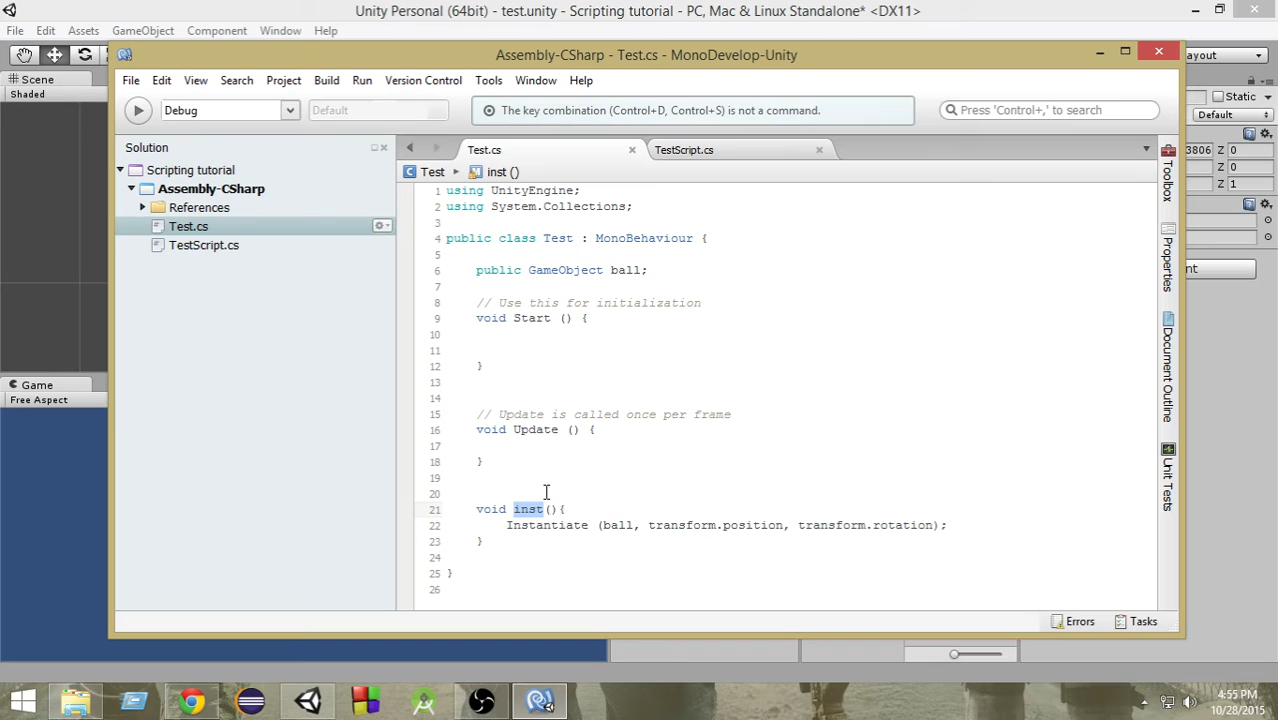 Unity Personal (64bit) - test.unity - Scripting tutorial - PC, Mac & Linux Standalone* <DX11>
File Edit Assets GameObject Component Window Help
Scene
Shaded
Game
Free Aspect
Assembly-CSharp - Test.cs - MonoDevelop-Unity
File Edit View Search Project Build Run Version Control Tools Window Help
Debug
Default
The key combination (Control+D, Control+S) is not a command.
Press 'Control+,' to search
Solution
Scripting tutorial
Assembly-CSharp
References
Test.cs
TestScript.cs
Test.cs
TestScript.cs
Test
inst ()
1 using UnityEngine;
2 using System.Collections;
3
4 public class Test : MonoBehaviour {
5
6 public GameObject ball;
7
8 // Use this for initialization
9 void Start () {
10
11
12 }
13
14
15 // Update is called once per frame
16 void Update () {
17
18 }
19
20
21 void inst(){
22 Instantiate (ball, transform.position, transform.rotation);
23 }
24
25 }
26
Toolbox
Properties
Document Outline
Unit Tests
Errors
Tasks
ayout
Static
Default
3806 Z 0
Z 0
Z 1
nt
4:55 PM
10/28/2015